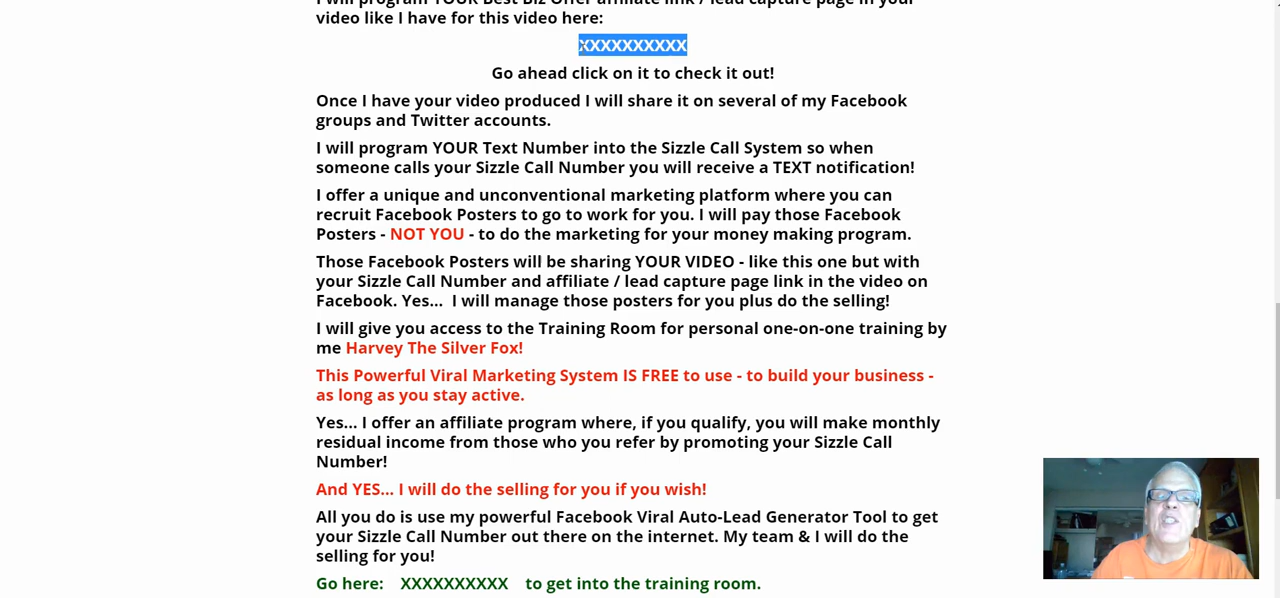 I will program YOUR Best Biz Offer affiliate link / lead capture page in your
video like I have for this video here:
XXXXXXXXXX
Go ahead click on it to check it out!
Once I have your video produced I will share it on several of my Facebook
groups and Twitter accounts.
I will program YOUR Text Number into the Sizzle Call System so when
someone calls your Sizzle Call Number you will receive a TEXT notification!
I offer a unique and unconventional marketing platform where you can
recruit Facebook Posters to go to work for you. I will pay those Facebook
Posters - NOT YOU - to do the marketing for your money making program.
Those Facebook Posters will be sharing YOUR VIDEO - like this one but with
your Sizzle Call Number and affiliate / lead capture page link in the video on
Facebook. Yes... I will manage those posters for you plus do the selling!
I will give you access to the Training Room for personal one-on-one training by
me Harvey The Silver Fox!
This Powerful Viral Marketing System IS FREE to use - to build your business -
as long as you stay active.
Yes... I offer an affiliate program where, if you qualify, you will make monthly
residual income from those who you refer by promoting your Sizzle Call
Number!
And YES... I will do the selling for you if you wish!
All you do is use my powerful Facebook Viral Auto-Lead Generator Tool to get
your Sizzle Call Number out there on the internet. My team & I will do the
selling for you!
Go here: XXXXXXXXXX to get into the training room.